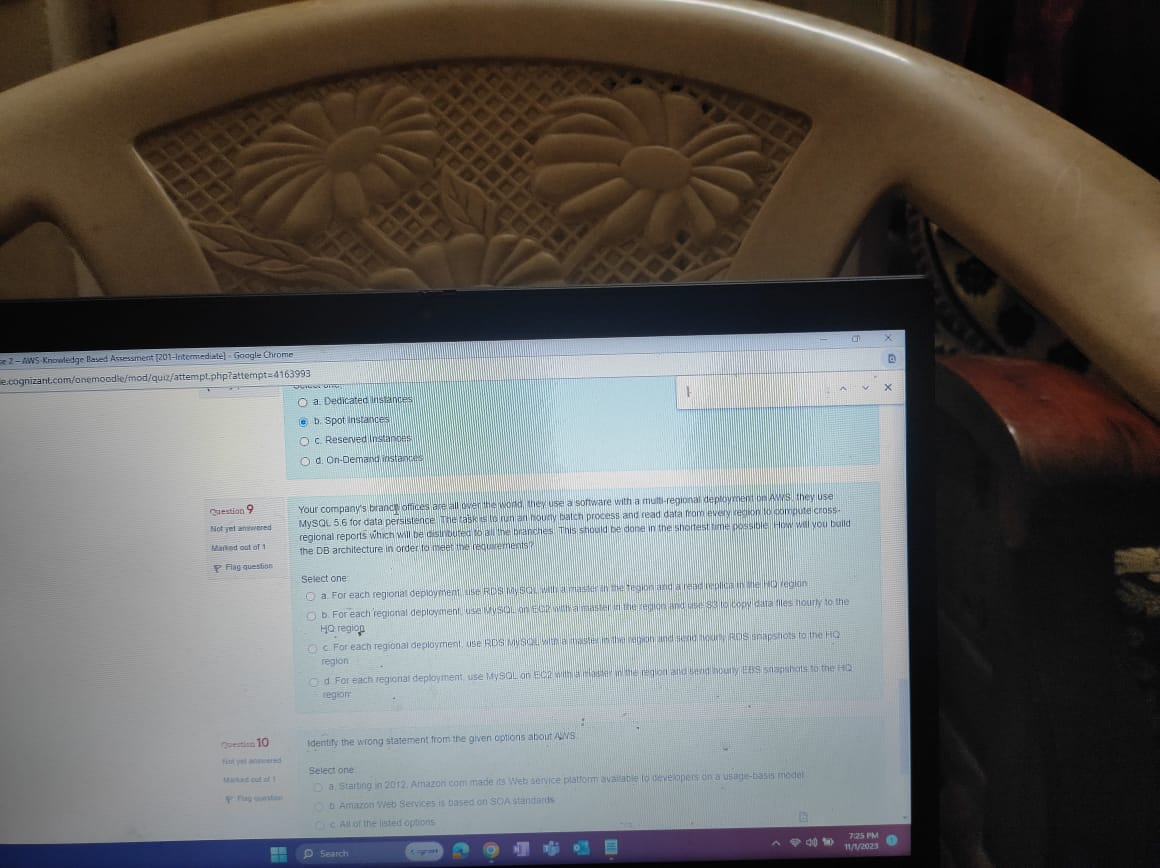 se 2 – AWS-Knowledge Based Assessment [201-Intermediate] - Google Chrome
e.cognizant.com/onemoodle/mod/quiz/attempt.php?attempt=4163993
a. Dedicated Instances
b. Spot Instances
c. Reserved Instances
d. On-Demand instances
Question 9
Not yet answered
Marked out of 1
Flag question
Your company's branch offices are all over the world, they use a software with a multi-regional deployment on AWS, they use
MySQL 5.6 for data persistence. The task is to run an hourly batch process and read data from every region to compute cross-
regional reports which will be distributed to all the branches. This should be done in the shortest time possible. How will you build
the DB architecture in order to meet the requirements?
Select one:
a. For each regional deployment, use RDS MySQL with a master in the region and a read replica in the HQ region
b. For each regional deployment, use MySQL on EC2 with a master in the region and use S3 to copy data files hourly to the
HQ region
c. For each regional deployment, use RDS MySQL with a master in the region and send hourly RDS snapshots to the HQ
region
d. For each regional deployment, use MySQL on EC2 with a master in the region and send hourly EBS snapshots to the HQ
region
Question 10
Not yet answered
Marked out of 1
Flag question
Identify the wrong statement from the given options about AWS.
Select one:
a. Starting in 2012, Amazon.com made its Web service platform available to developers on a usage-basis model
b. Amazon Web Services is based on SOA standards
c. All of the listed options
Search
7:25 PM
11/1/2023